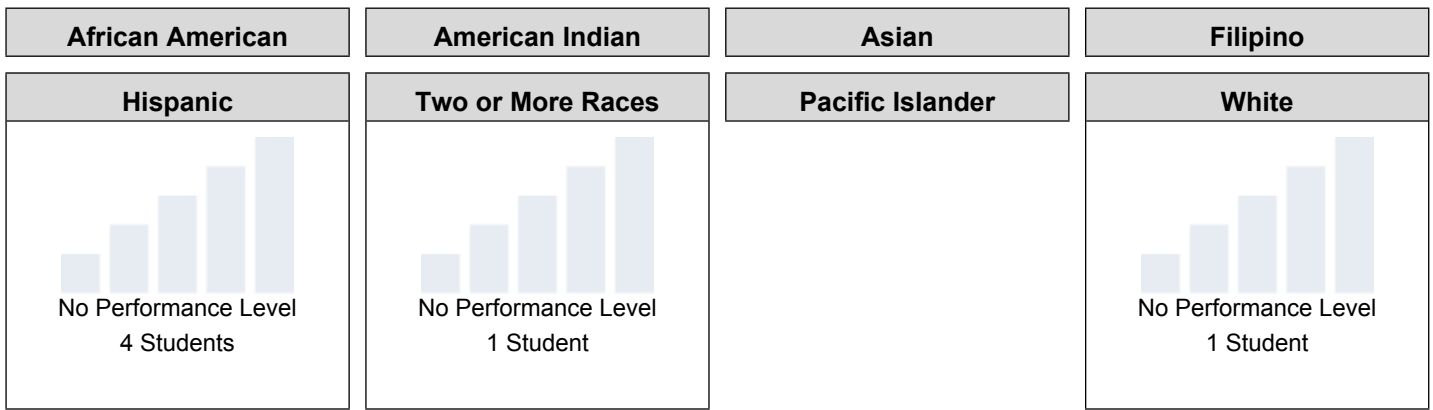 African American
American Indian
Asian
Filipino
Hispanic
No Performance Level
4 Students
Two or More Races
No Performance Level
1 Student
Pacific Islander
White
No Performance Level
1 Student